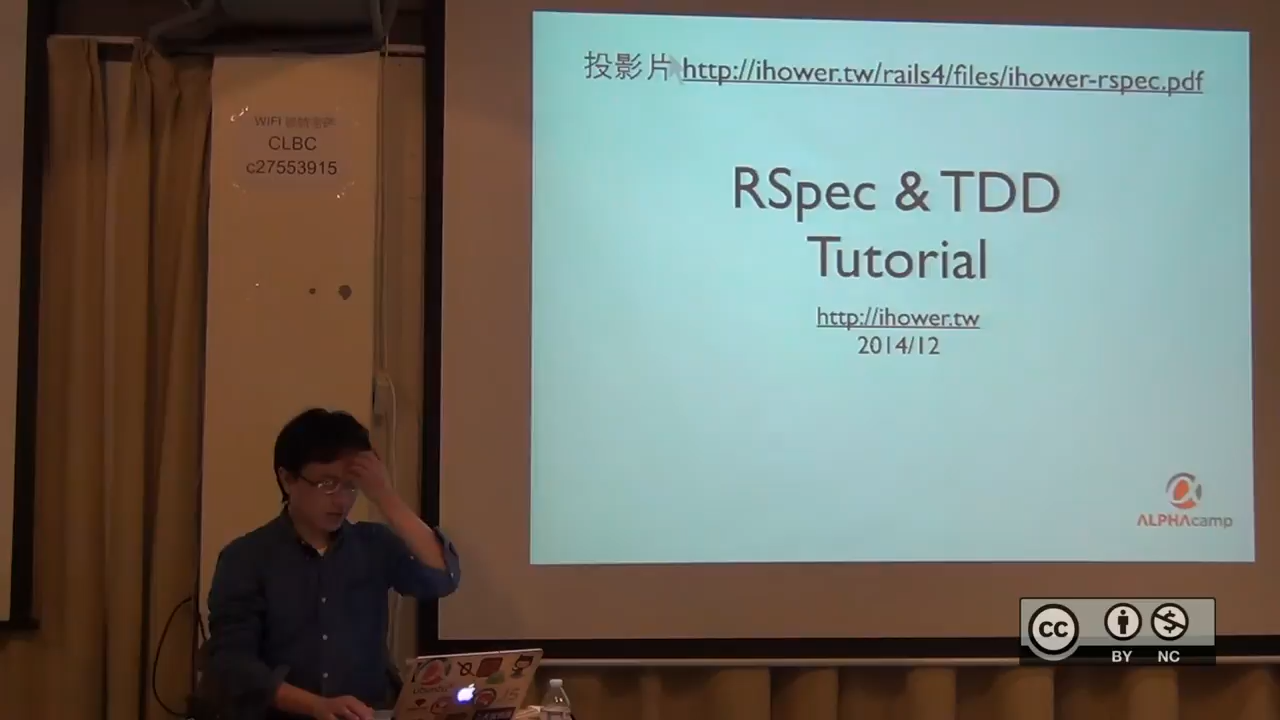 投影片 http://ihower.tw/rails4/files/ihower-rspec.pdf
RSpec & TDD
Tutorial
http://ihower.tw
2014/12
ALPHAcamp
WIFI
CLBC
c27553915
cc
BY NC